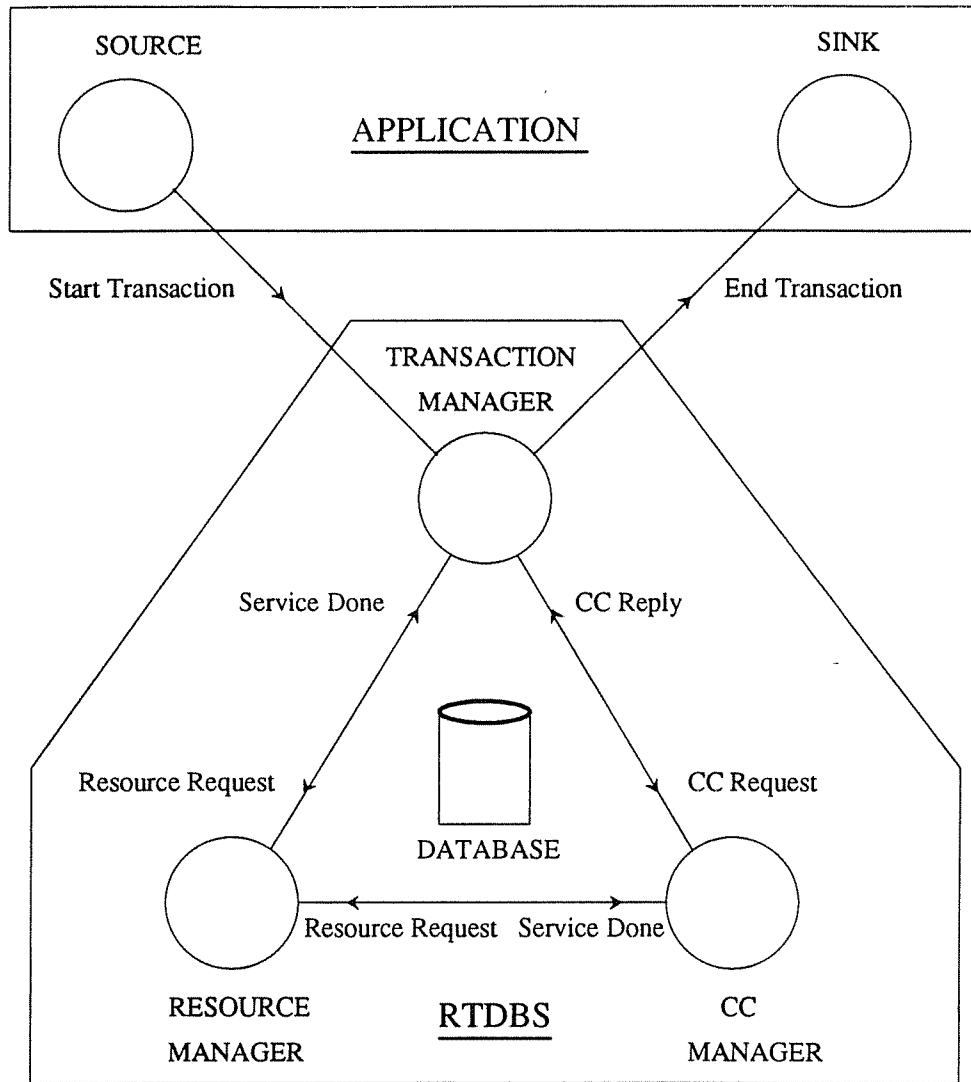 SOURCE
SINK
APPLICATION
Start Transaction
End Transaction
TRANSACTION
MANAGER
Service Done
CC Reply
Resource Request
CC Request
DATABASE
Resource Request
Service Done
RESOURCE
MANAGER
RTDBS
CC
MANAGER